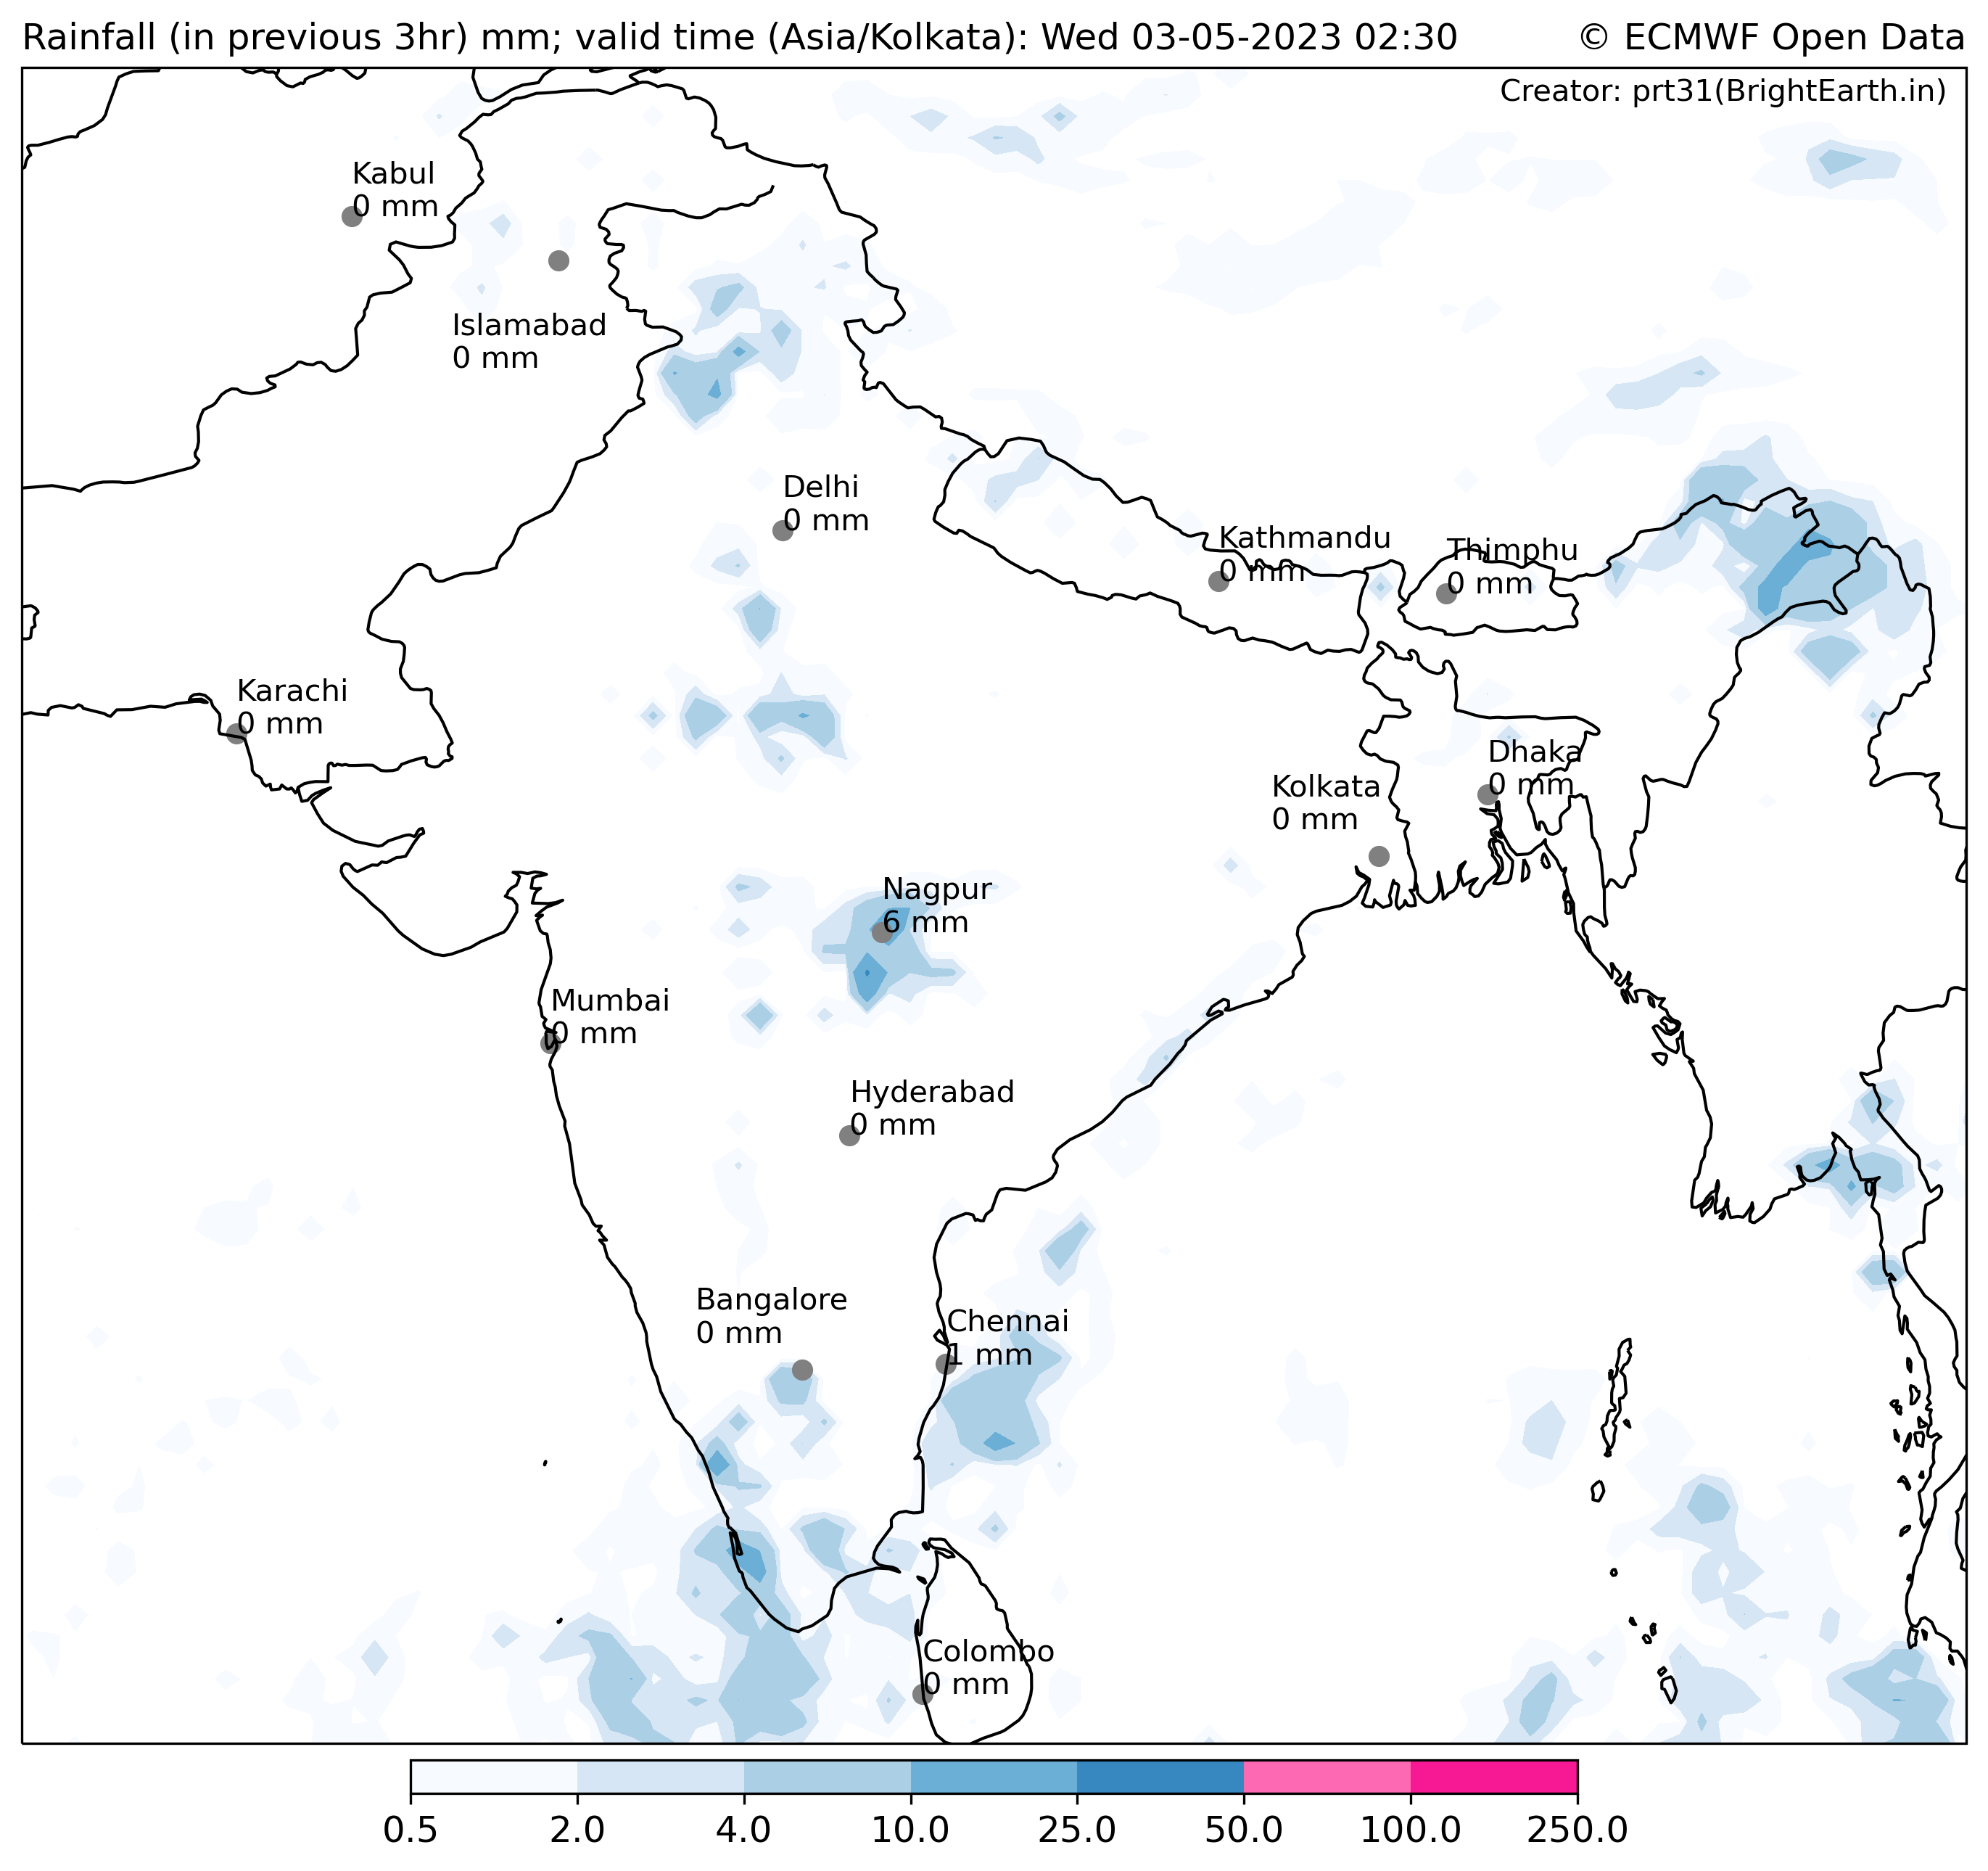 Rainfall (in previous 3hr) mm; valid time (Asia/Kolkata): Wed 03-05-2023 02:30
© ECMWF Open Data
Creator: prt31(BrightEarth.in)
Kabul
0 mm
Islamabad
0 mm
Delhi
0 mm
Kathmandu
0 mm
Thimphu
0 mm
Karachi
0 mm
Dhaka
0 mm
Kolkata
0 mm
Nagpur
6 mm
Mumbai
0 mm
Hyderabad
0 mm
Bangalore
0 mm
Chennai
1 mm
Colombo
0 mm
0.5 2.0 4.0 10.0 25.0 50.0 100.0 250.0